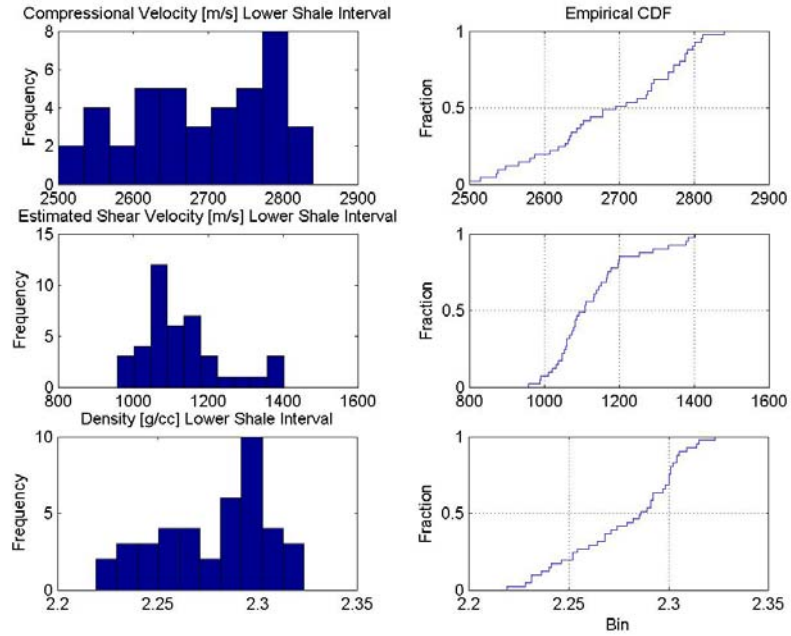 Compressional Velocity [m/s] Lower Shale Interval
8
6
4
2
0
Frequency
2500 2600 2700 2800 2900
Empirical CDF
1
0.5
0
Fraction
2500 2600 2700 2800 2900
Estimated Shear Velocity [m/s] Lower Shale Interval
15
10
5
0
Frequency
800 1000 1200 1400 1600
1
0.5
0
Fraction
800 1000 1200 1400 1600
Density [g/cc] Lower Shale Interval
10
5
0
Frequency
2.2 2.25 2.3 2.35
1
0.5
0
Fraction
2.2 2.25 2.3 2.35
Bin